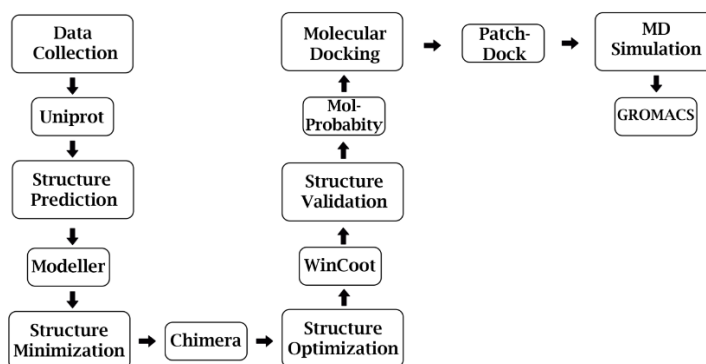 Data
Collection
Uniprot
Structure
Prediction
Modeller
Structure
Minimization
Chimera
Structure
Optimization
WinCoot
Structure
Validation
Mol-
Probabity
Molecular
Docking
Patch-
Dock
MD
Simulation
GROMACS